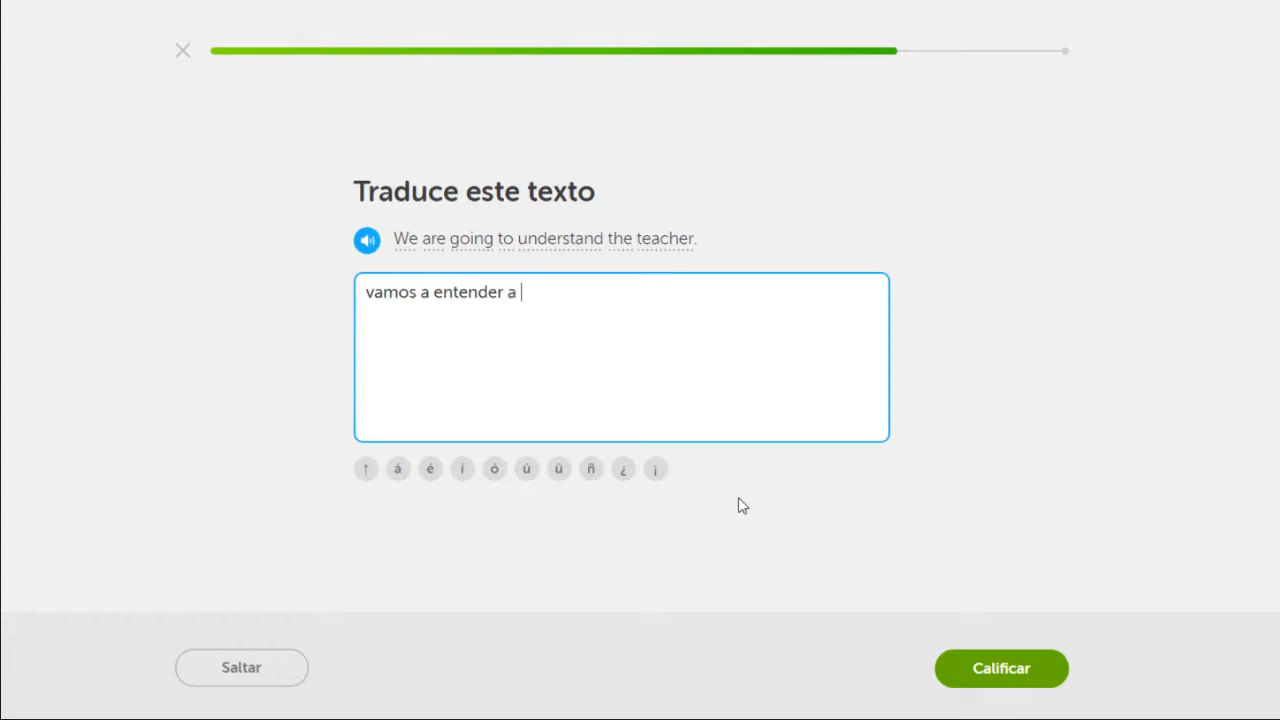 Traduce este texto
We are going to understand the teacher.
vamos a entender a
↑ á é í ó ú ü ñ ¿ ¡
Saltar
Calificar